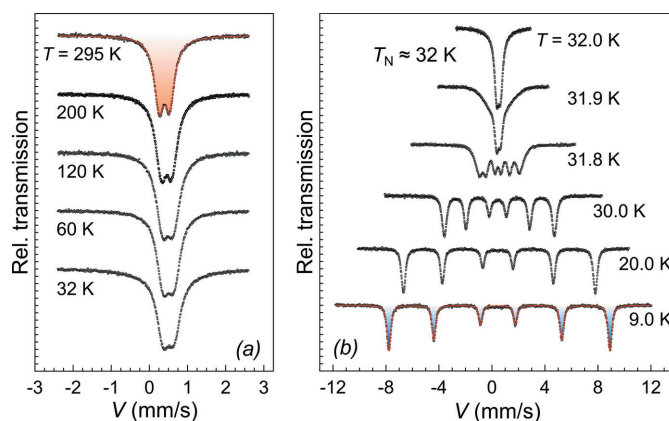 T = 295 K
200 K
120 K
60 K
32 K
(a)
Rel. transmission
-3 -2 -1 0 1 2 3
V (mm/s)
T_N ≈ 32 K
T = 32.0 K
31.9 K
31.8 K
30.0 K
20.0 K
9.0 K
(b)
Rel. transmission
-12 -8 -4 0 4 8 12
V (mm/s)